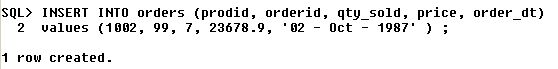 SQL> INSERT INTO orders (prodid, orderid, qty_sold, price, order_dt)
2 values (1002, 99, 7, 23678.9, '02 - Oct - 1987' ) ;
1 row created.